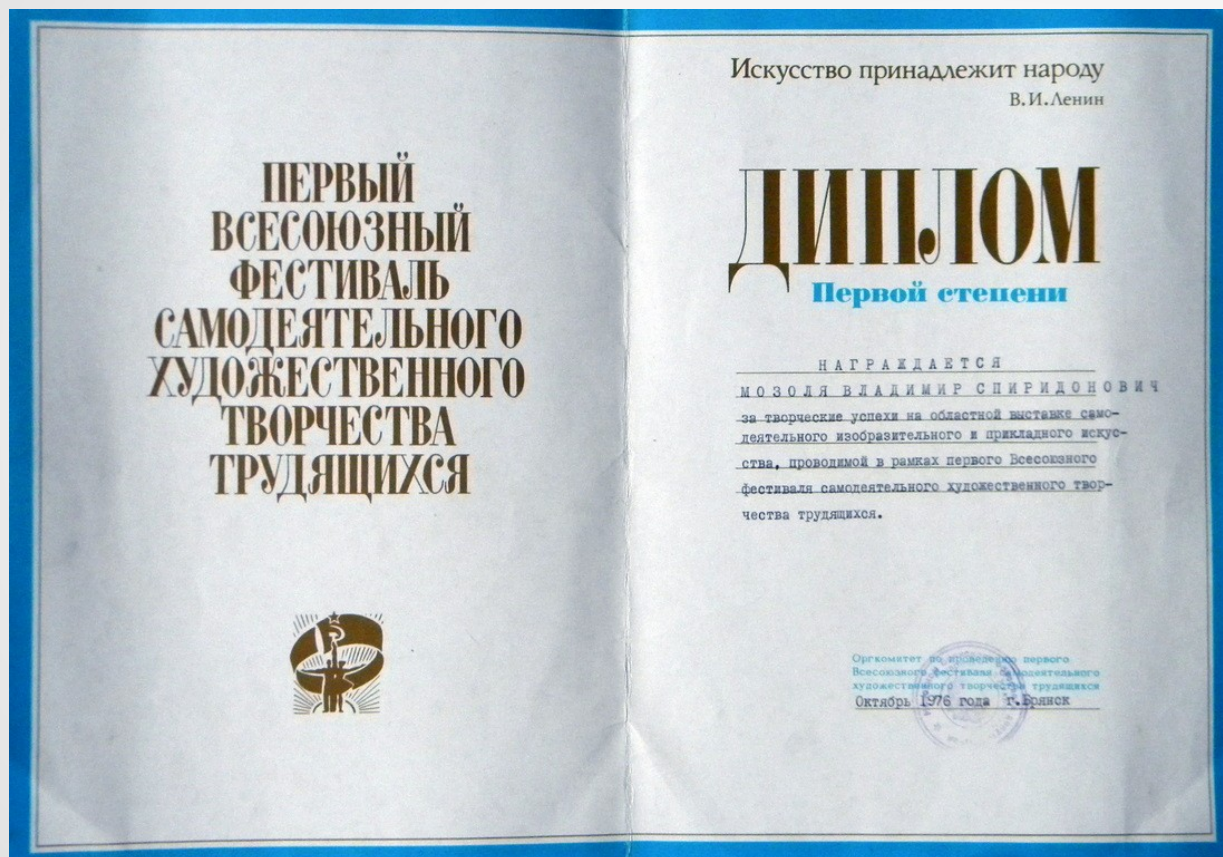 ПЕРВЫЙ
ВСЕСОЮЗНЫЙ
ФЕСТИВАЛЬ
САМОДЕЯТЕЛЬНОГО
ХУДОЖЕСТВЕННОГО
ТВОРЧЕСТВА
ТРУДЯЩИХСЯ
Искусство принадлежит народу
В. И. Ленин
ДИПЛОМ
Первой степени
НАГРАЖДАЕТСЯ
МОЗОЛЯ ВЛАДИМИР СПИРИДОНОВИЧ
за творческие успехи на областной выставке само-
деятельного изобразительного и прикладного искус-
ства, проводимой в рамках первого Всесоюзного
фестиваля самодеятельного художественного твор-
чества трудящихся.
Оргкомитет по проведению первого
Всесоюзного фестиваля самодеятельного
художественного творчества трудящихся
Октябрь 1976 года г.Брянск